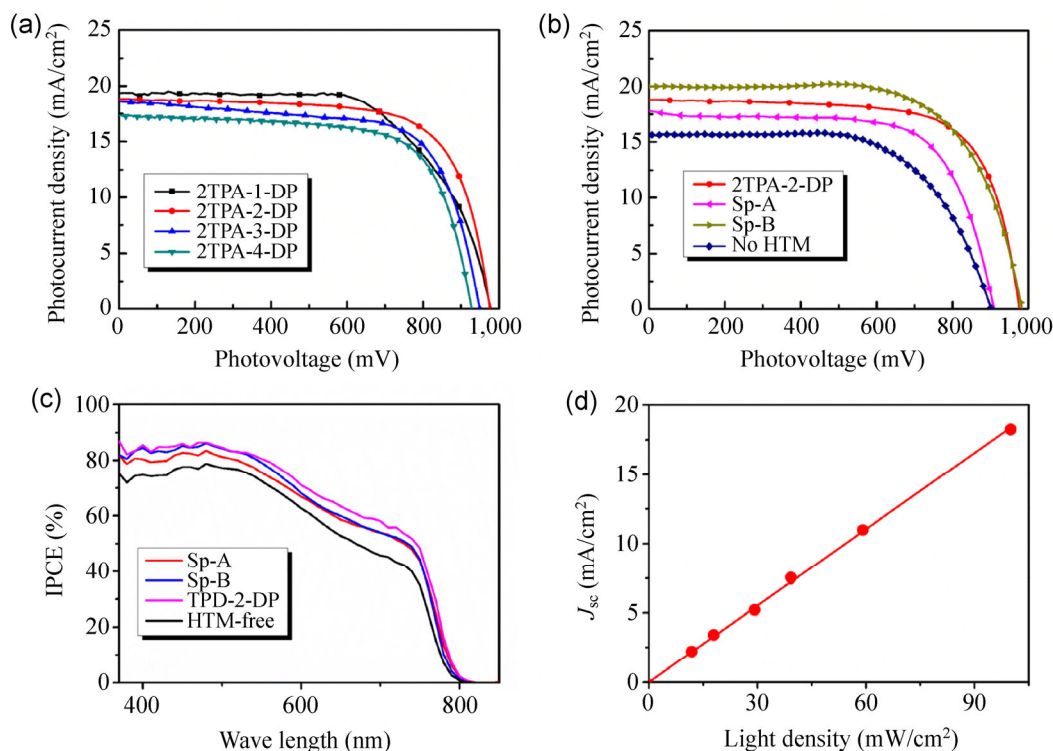 (a)
Photocurrent density (mA/cm²)
25
20
15
10
5
0
2TPA-1-DP
2TPA-2-DP
2TPA-3-DP
2TPA-4-DP
0 200 400 600 800 1,000
Photovoltage (mV)
(b)
Photocurrent density (mA/cm²)
25
20
15
10
5
0
2TPA-2-DP
Sp-A
Sp-B
No HTM
0 200 400 600 800 1,000
Photovoltage (mV)
(c)
IPCE (%)
100
80
60
40
20
0
Sp-A
Sp-B
TPD-2-DP
HTM-free
400 600 800
Wave length (nm)
(d)
Jsc (mA/cm²)
20
15
10
5
0
0 30 60 90
Light density (mW/cm²)